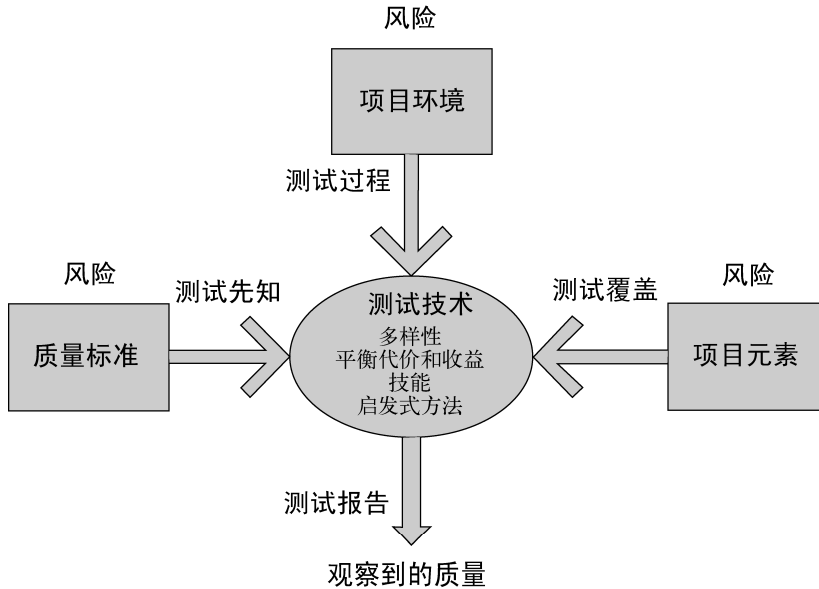 风险
项目环境
测试过程
风险
测试先知
质量标准
测试技术
多样性
平衡代价和收益
技能
启发式方法
测试覆盖
风险
项目元素
测试报告
观察到的质量